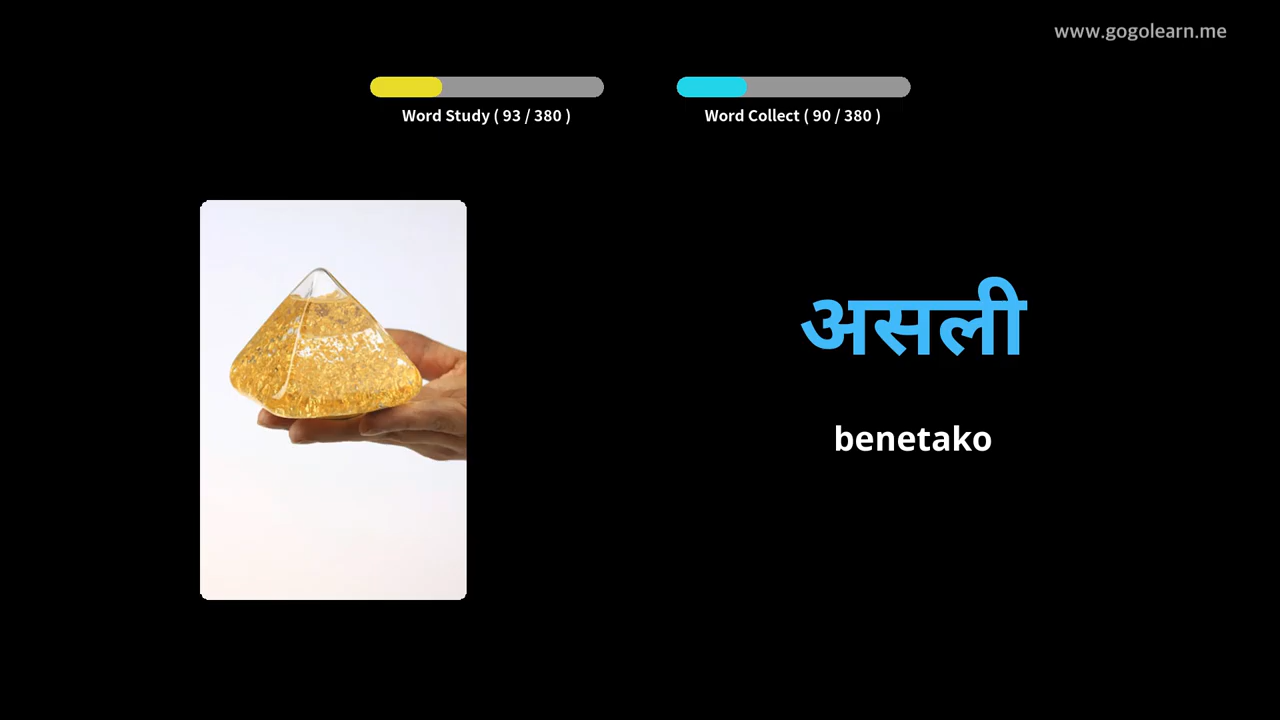 www.gogolearn.me
Word Study ( 93 / 380 )
Word Collect ( 90 / 380 )
असली
benetako